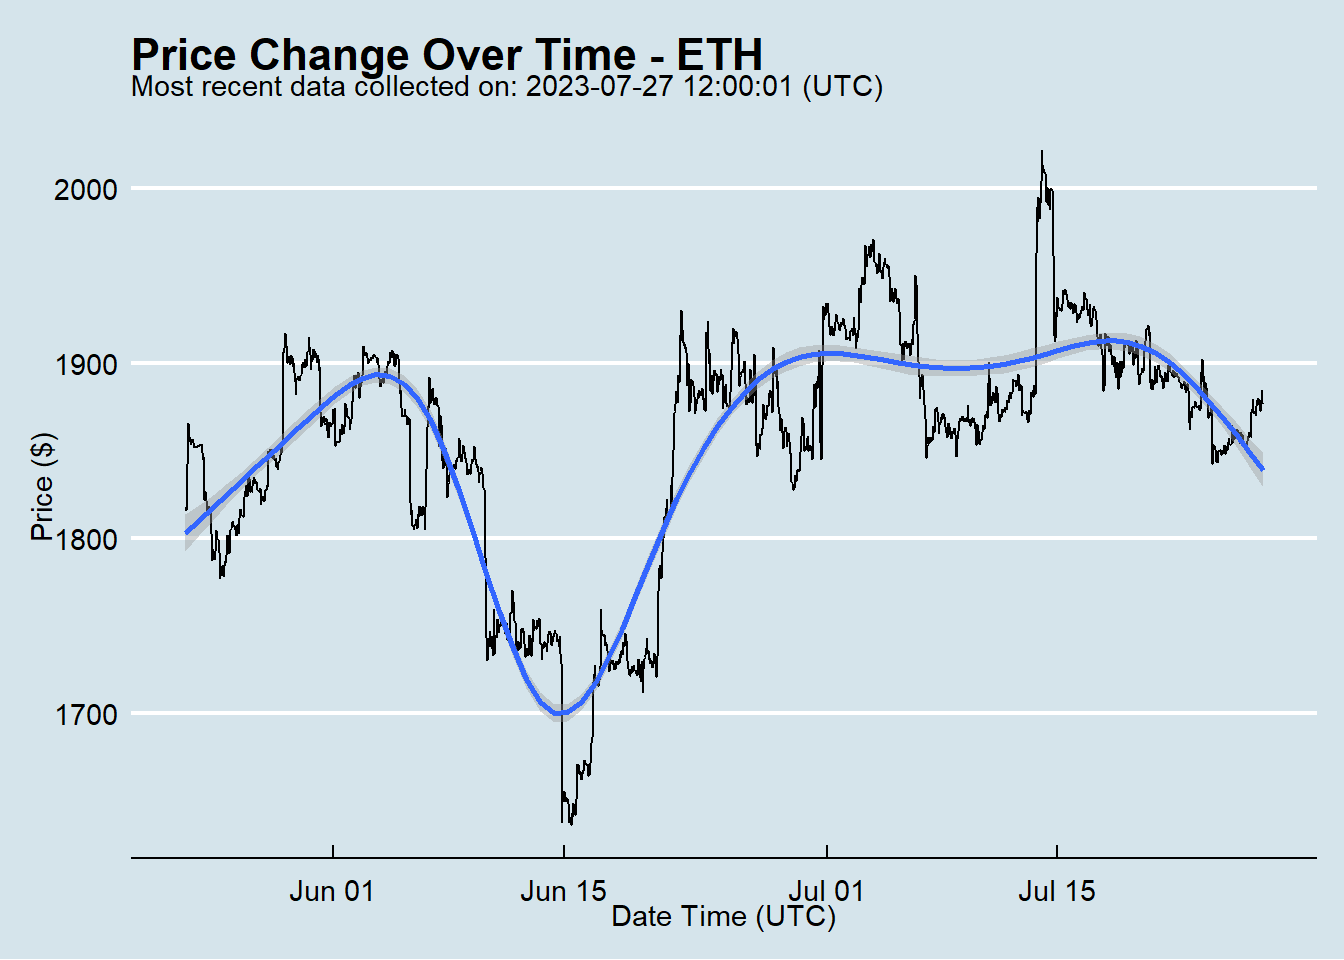 Price Change Over Time - ETH
Most recent data collected on: 2023-07-27 12:00:01 (UTC)
2000
1900
1800
1700
Price ($)
Jun 01 Jun 15 Jul 01 Jul 15
Date Time (UTC)